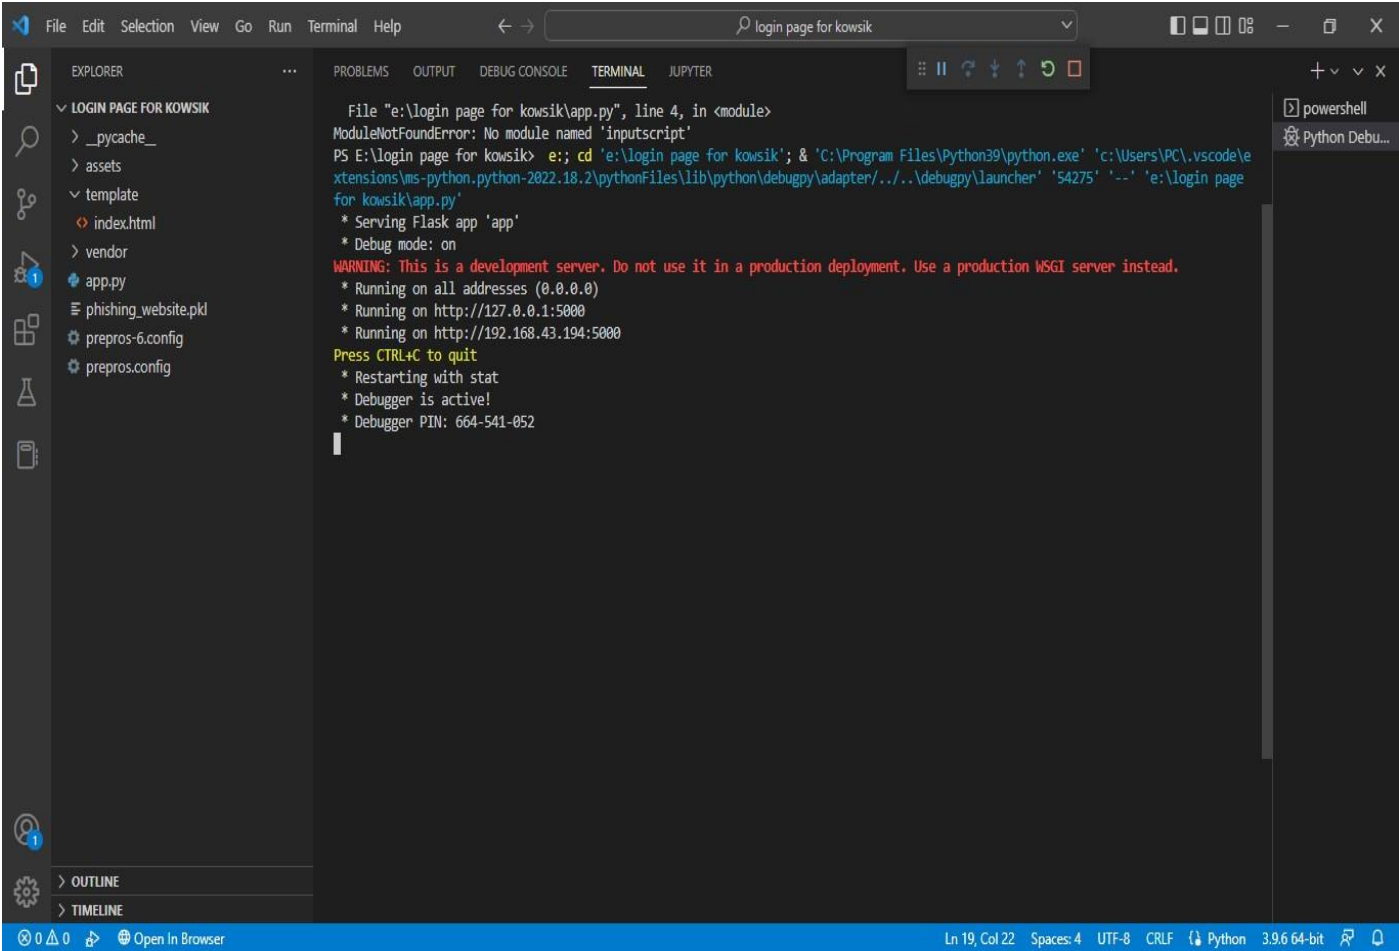 File Edit Selection View Go Run Terminal Help
login page for kowsik
EXPLORER
LOGIN PAGE FOR KOWSIK
__pycache__
assets
template
index.html
vendor
app.py
phishing_website.pkl
prepros-6.config
prepros.config
OUTLINE
TIMELINE
PROBLEMS OUTPUT DEBUG CONSOLE TERMINAL JUPYTER
File "e:\login page for kowsik\app.py", line 4, in <module>
ModuleNotFoundError: No module named 'inputscript'
PS E:\login page for kowsik> e:; cd 'e:\login page for kowsik'; & 'C:\Program Files\Python39\python.exe' 'c:\Users\PC\.vscode\e
xtensions\ms-python.python-2022.18.2\pythonFiles\lib\python\debugpy\adapter/../..\debugpy\launcher' '54275' '--' 'e:\login page
for kowsik\app.py'
* Serving Flask app 'app'
* Debug mode: on
WARNING: This is a development server. Do not use it in a production deployment. Use a production WSGI server instead.
* Running on all addresses (0.0.0.0)
* Running on http://127.0.0.1:5000
* Running on http://192.168.43.194:5000
Press CTRL+C to quit
* Restarting with stat
* Debugger is active!
* Debugger PIN: 664-541-052
powershell
Python Debu...
1
1
0 0 Open In Browser
Ln 19, Col 22 Spaces: 4 UTF-8 CRLF Python 3.9.6 64-bit